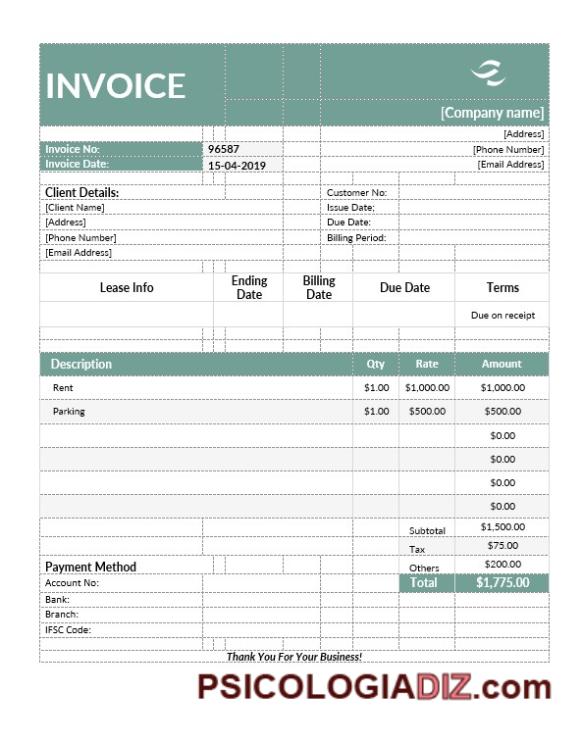 INVOICE
[Company name]
[Address]
Invoice No: 96587 [Phone Number]
Invoice Date: 15-04-2019 [Email Address]
Client Details: Customer No:
[Client Name] Issue Date;
[Address] Due Date:
[Phone Number] Billing Period:
[Email Address]
Lease Info Ending Date Billing Date Due Date Terms
Due on receipt
Description Qty Rate Amount
Rent $1.00 $1,000.00 $1,000.00
Parking $1.00 $500.00 $500.00
$0.00
$0.00
$0.00
$0.00
Subtotal $1,500.00
Tax $75.00
Payment Method Others $200.00
Account No: Total $1,775.00
Bank:
Branch:
IFSC Code:
Thank You For Your Business!
PSICOLOGIADIZ.com